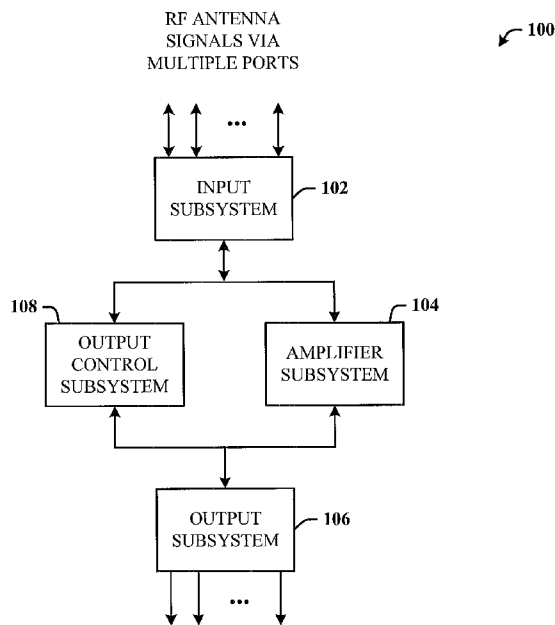 RF ANTENNA
SIGNALS VIA
MULTIPLE PORTS
100
...
INPUT
SUBSYSTEM
102
108
104
OUTPUT
CONTROL
SUBSYSTEM
AMPLIFIER
SUBSYSTEM
OUTPUT
SUBSYSTEM
106
...